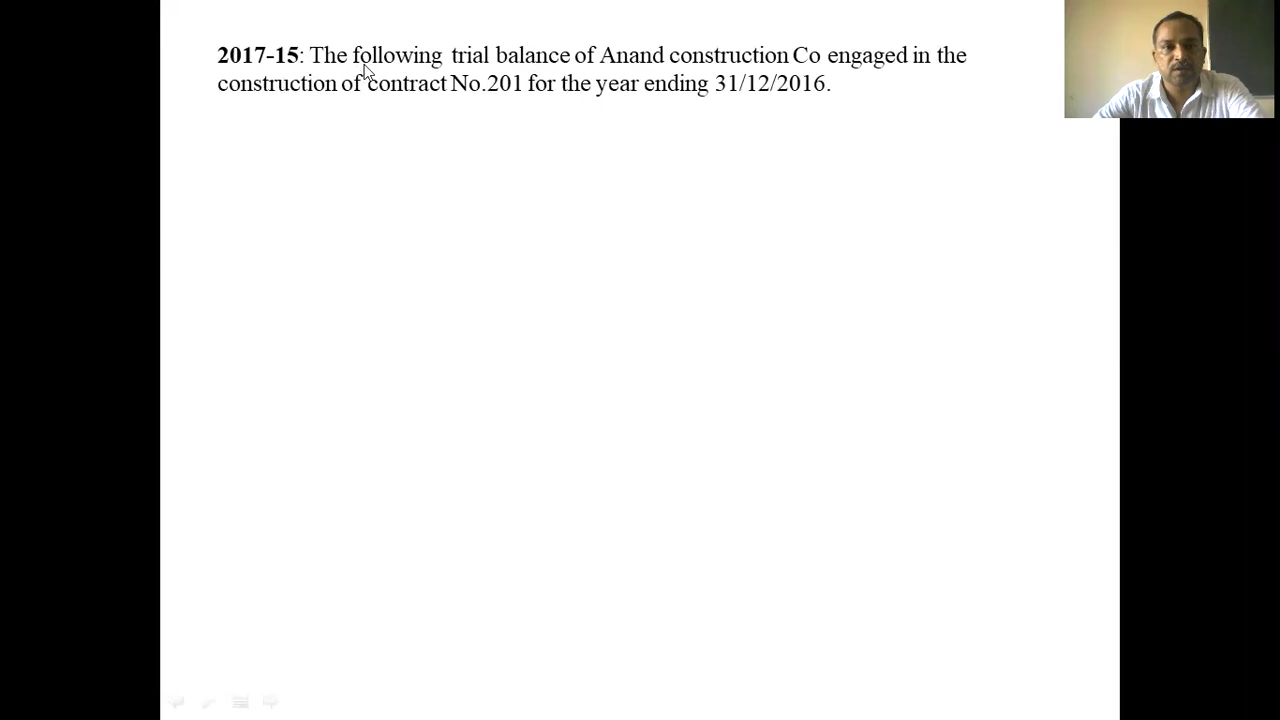 2017-15: The following trial balance of Anand construction Co engaged in the
construction of contract No.201 for the year ending 31/12/2016.